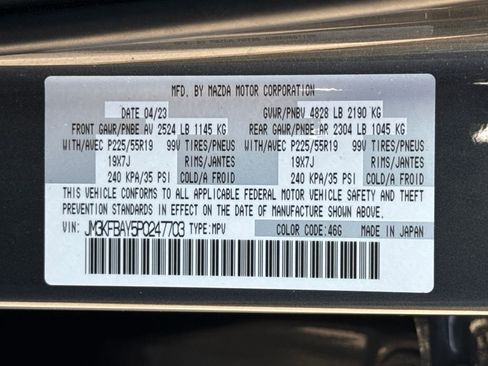 MFD. BY MAZDA MOTOR CORPORATION
DATE 04/23 GVWR/PNBV 4828 LB 2190 KG
FRONT GAWR/PNBE AV 2524 LB 1145 KG REAR GAWR/PNBE AR 2304 LB 1045 KG
WITH/AVEC P225/55R19 99V TIRES/PNEUS WITH/AVEC P225/55R19 99V TIRES/PNEUS
19X7J 19X7J
240 KPA/35 PSI COLD/A FROID 240 KPA/35 PSI COLD/A FROID
THIS VEHICLE CONFORMS TO ALL APPLICABLE FEDERAL MOTOR VEHICLE SAFETY AND THEFT
PREVENTION STANDARDS IN EFFECT ON THE DATE OF MANUFACTURE SHOWN ABOVE.
VIN: JM3KFBAY5P0247703 TYPE:MPV COLOR CODE:46G MADE IN JAPAN